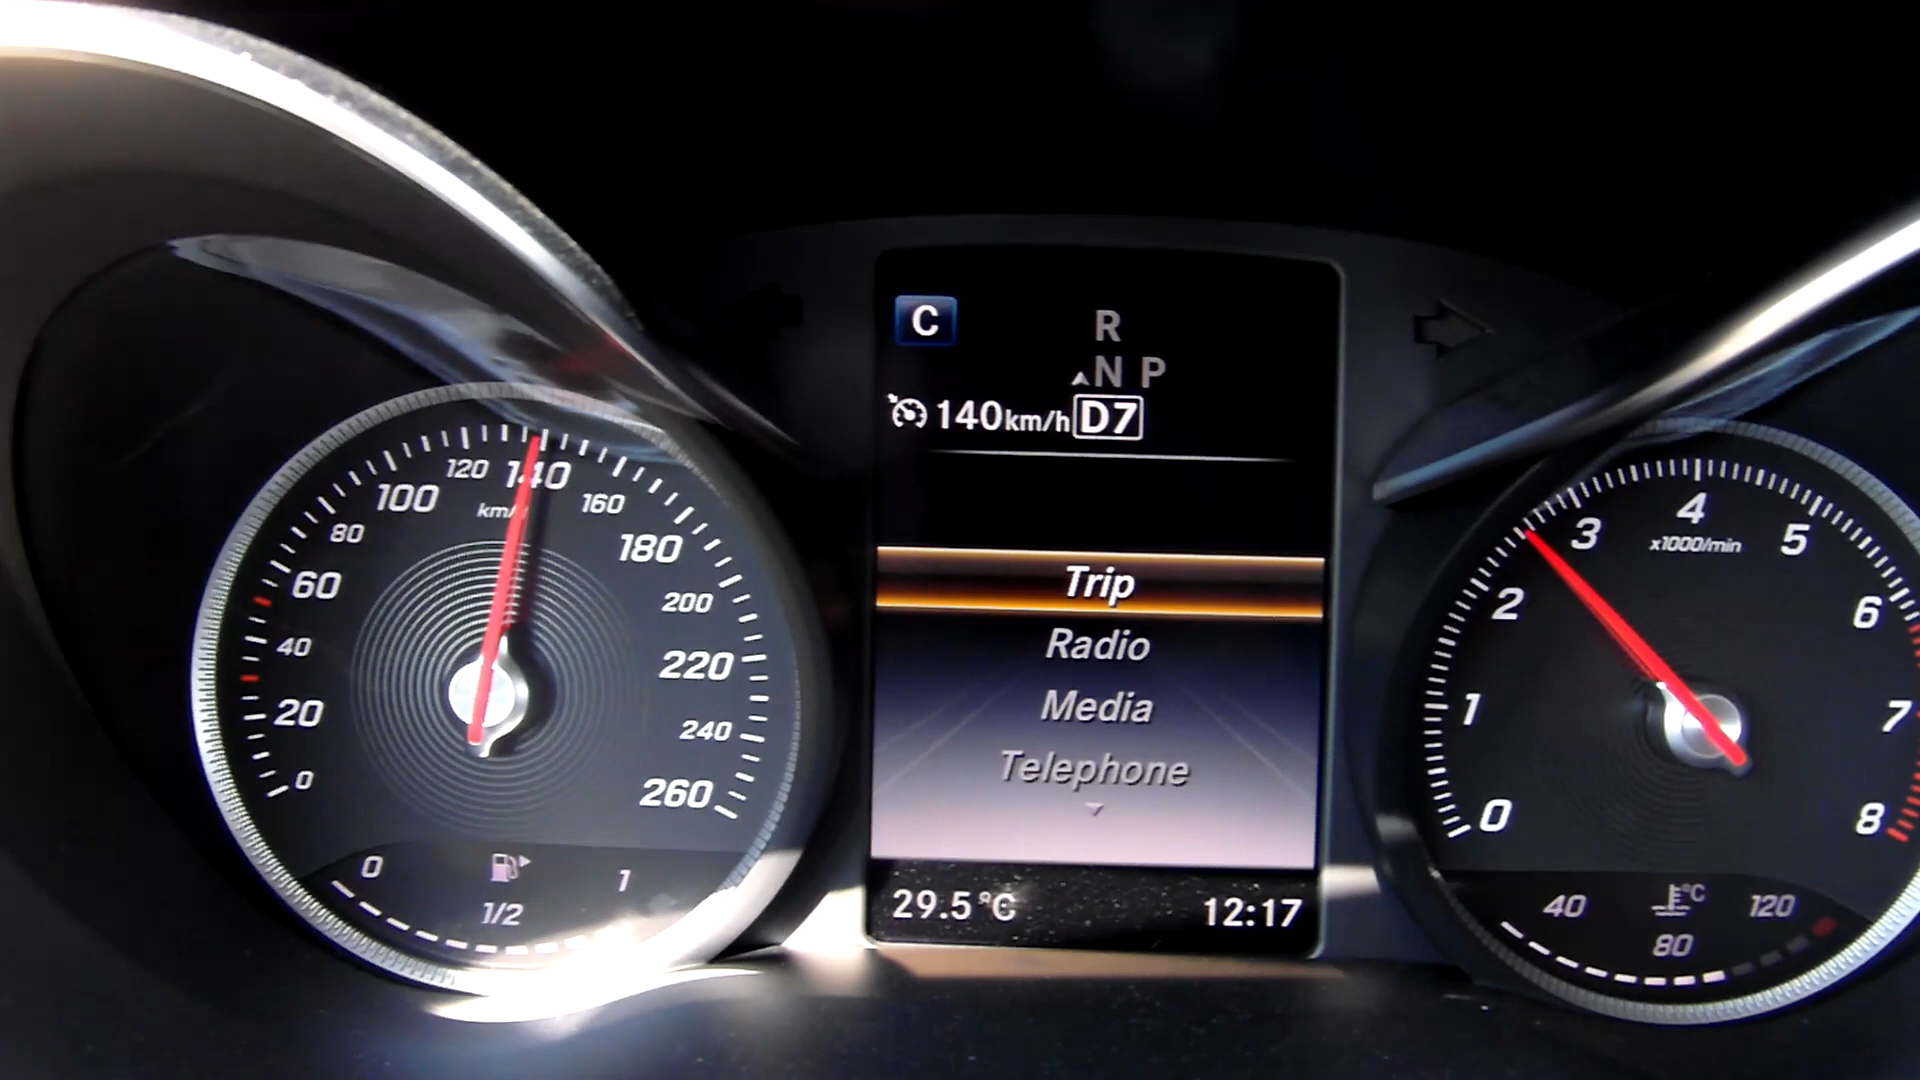 0
20
40
60
80
100
120
140
160
180
200
220
240
260
km/
0
1/2
1
C
R
N P
140km/h D7
Trip
Radio
Media
Telephone
29.5 °C
12:17
0
1
2
3
4
5
6
7
8
x1000/min
40
80
120
°C